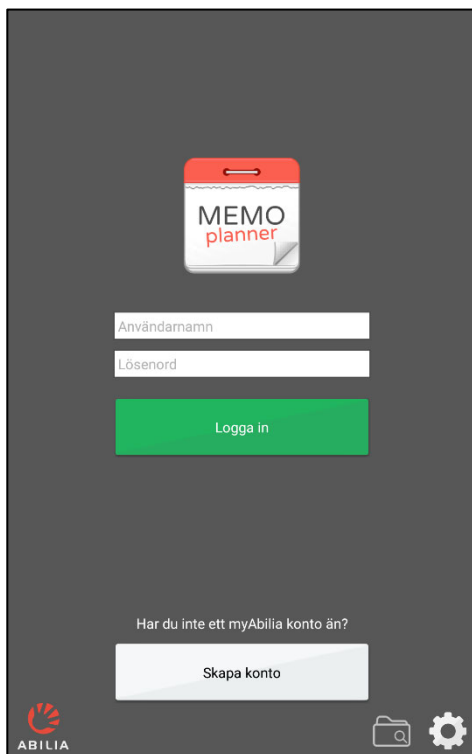 MEMO
planner
Användarnamn
Lösenord
Logga in
Har du inte ett myAbilia konto än?
Skapa konto
ABILIA